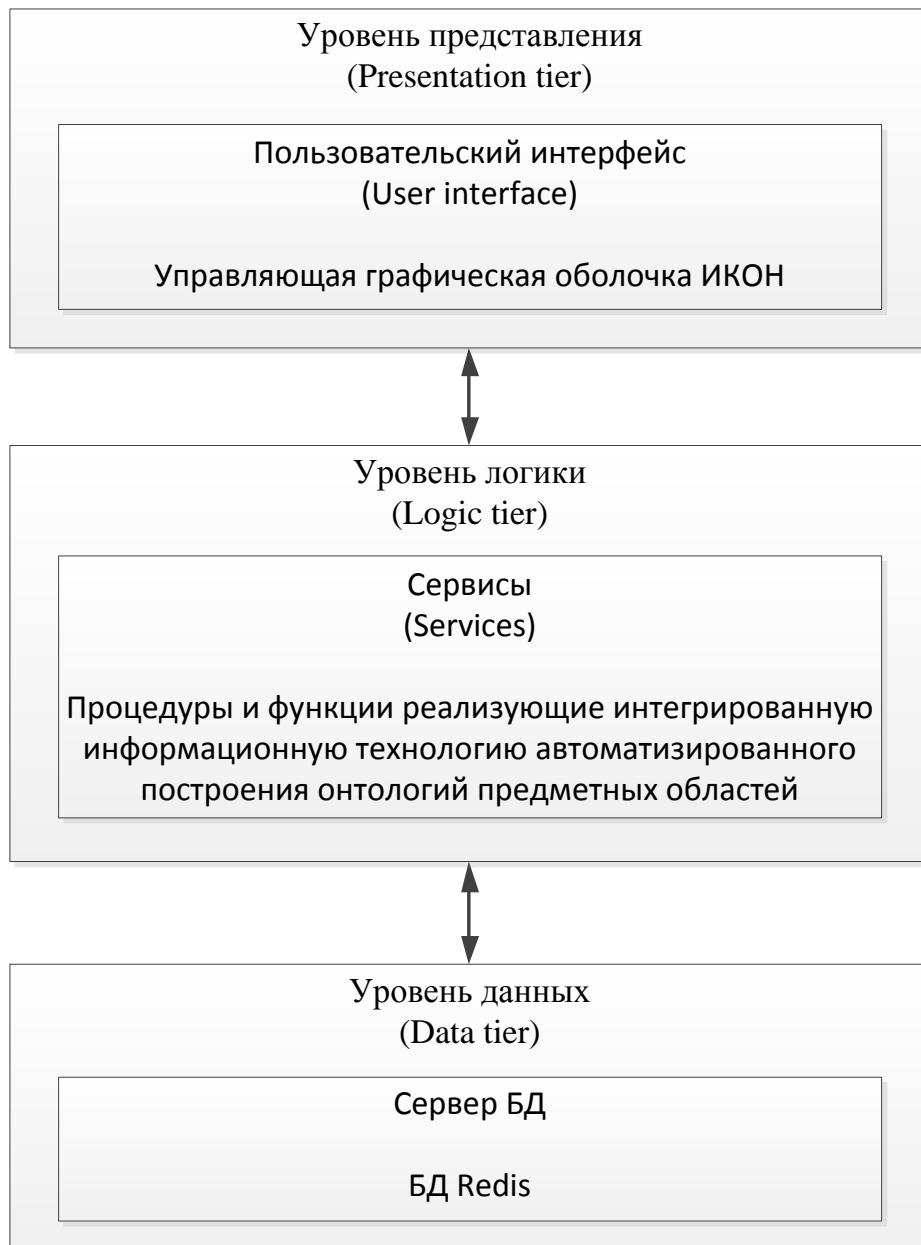 Уровень представления
(Presentation tier)
Пользовательский интерфейс
(User interface)
Управляющая графическая оболочка ИКОН
Уровень логики
(Logic tier)
Сервисы
(Services)
Процедуры и функции реализующие интегрированную
информационную технологию автоматизированного
построения онтологий предметных областей
Уровень данных
(Data tier)
Сервер БД
БД Redis